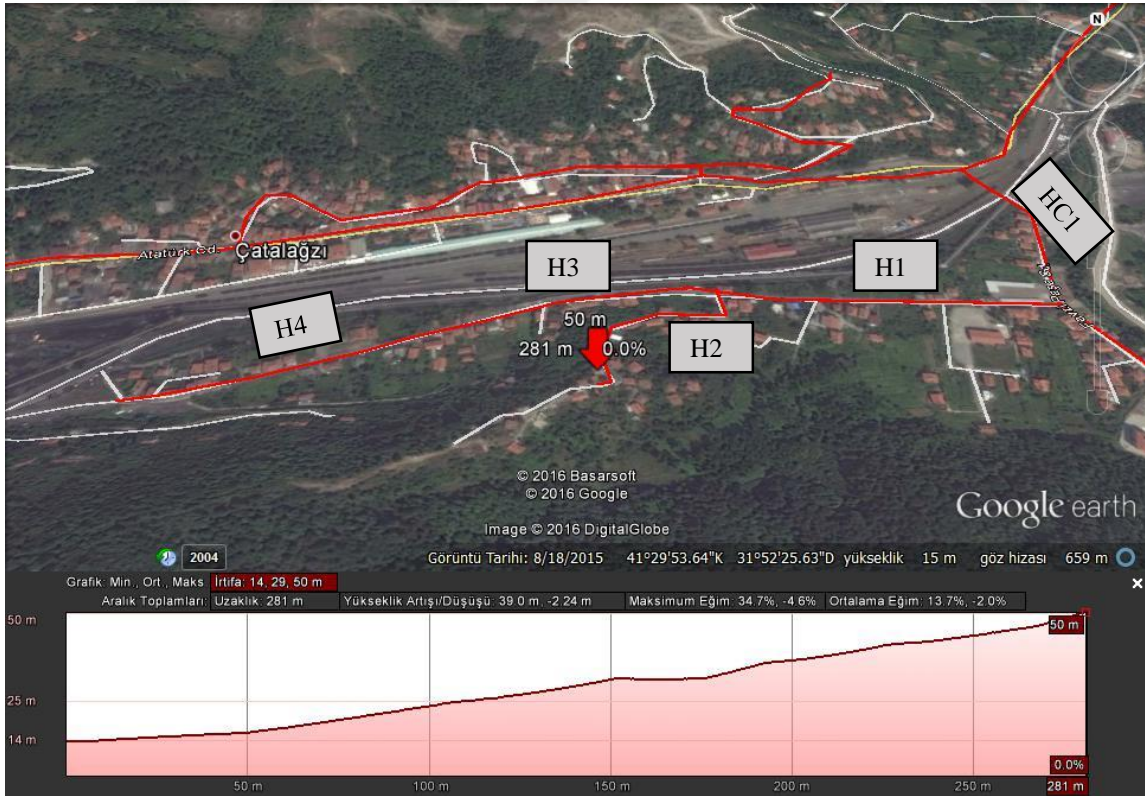 N
HC1
Atatürk Cd.
Çatalağzı
H3
H1
H4
50 m
281 m 0.0%
H2
© 2016 Basarsoft
© 2016 Google
Google earth
Image © 2016 DigitalGlobe
2004
Görüntü Tarihi: 8/18/2015 41°29'53.64"K 31°52'25.63"D yükseklik 15 m göz hizası 659 m
Grafik: Min., Ort., Maks. İrtifa: 14, 29, 50 m
Aralık Toplamları: Uzaklık: 281 m Yükseklik Artışı/Düşüşü: 39.0 m, -2.24 m Maksimum Eğim: 34.7%, -4.6% Ortalama Eğim: 13.7%, -2.0%
50 m
50 m
25 m
14 m
0.0%
50 m 100 m 150 m 200 m 250 m 281 m